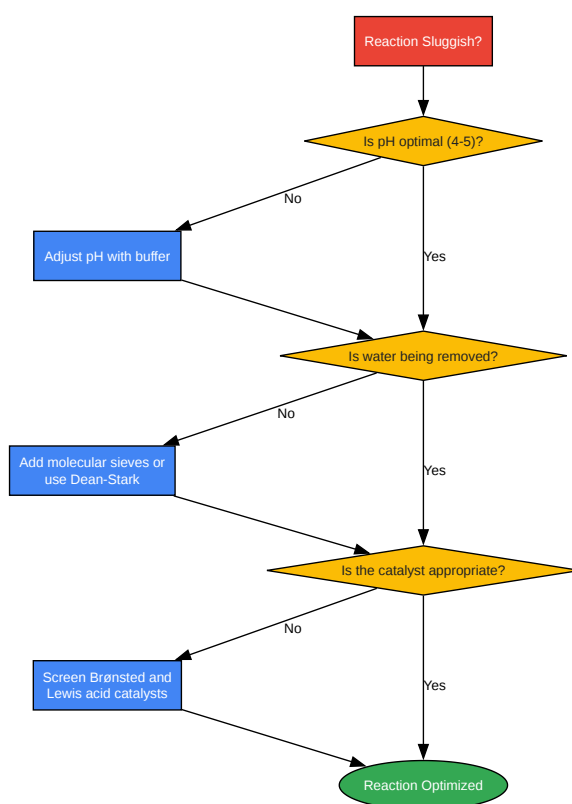 Reaction Sluggish?
Is pH optimal (4-5)?
No
Adjust pH with buffer
Yes
Is water being removed?
No
Add molecular sieves or
use Dean-Stark
Yes
Is the catalyst appropriate?
No
Screen Brønsted and
Lewis acid catalysts
Yes
Reaction Optimized